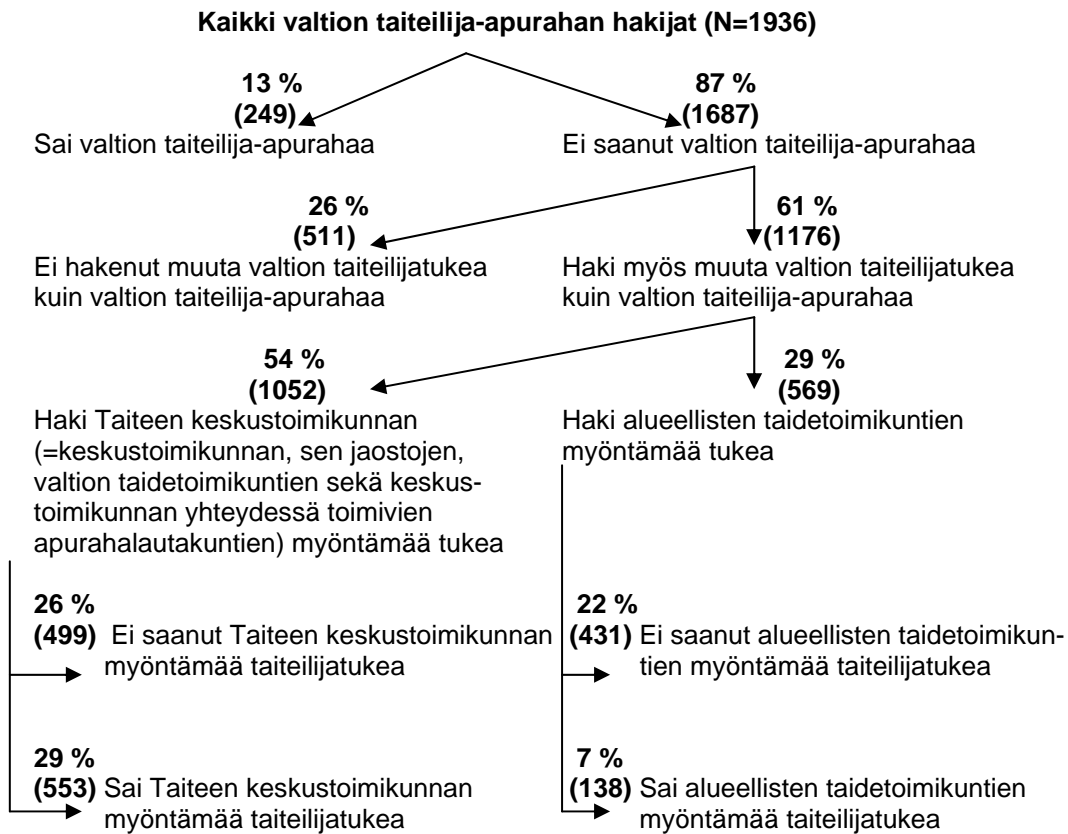 Kaikki valtion taiteilija-apurahan hakijat (N=1936)
13 %
(249)
Sai valtion taiteilija-apurahaa
87 %
(1687)
Ei saanut valtion taiteilija-apurahaa
26 %
(511)
Ei hakenut muuta valtion taiteilijatukea
kuin valtion taiteilija-apurahaa
61 %
(1176)
Haki myös muuta valtion taiteilijatukea
kuin valtion taiteilija-apurahaa
54 %
(1052)
Haki Taiteen keskustoimikunnan
(=keskustoimikunnan, sen jaostojen,
valtion taidetoimikuntien sekä keskus-
toimikunnan yhteydessä toimivien
apurahalautakuntien) myöntämää tukea
29 %
(569)
Haki alueellisten taidetoimikuntien
myöntämää tukea
26 %
(499) Ei saanut Taiteen keskustoimikunnan
myöntämää taiteilijatukea
22 %
(431) Ei saanut alueellisten taidetoimikun-
tien myöntämää taiteilijatukea
29 %
(553) Sai Taiteen keskustoimikunnan
myöntämää taiteilijatukea
7 %
(138) Sai alueellisten taidetoimikuntien
myöntämää taiteilijatukea